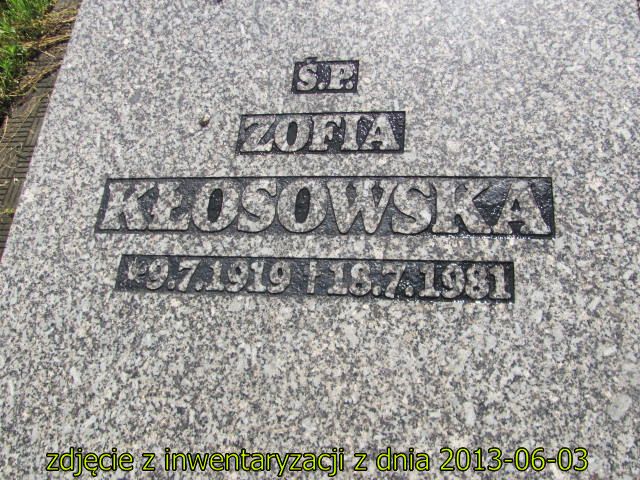 Ś.P.
ZOFIA
KŁOSOWSKA
*9.7.1919 †18.7.1981
zdjęcie z inwentaryzacji z dnia 2013-06-03